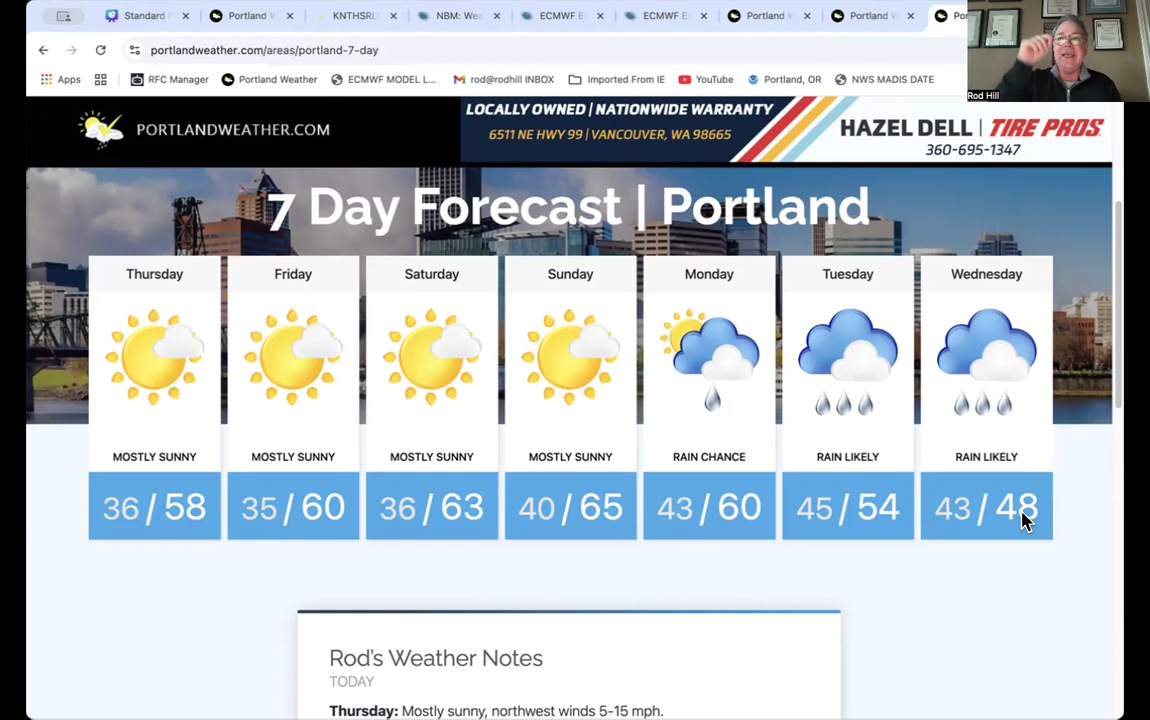 Standard
Portland W
KNTHSRL
NBM: Wea
ECMWF E
ECMWF E
Portland W
Portland W
Por
portlandweather.com/areas/portland-7-day
Apps
RFC Manager
Portland Weather
ECMWF MODEL L...
rod@rodhill INBOX
Imported From IE
YouTube
Portland, OR
NWS MADIS DATE
Rod Hill
PORTLANDWEATHER.COM
LOCALLY OWNED | NATIONWIDE WARRANTY
6511 NE HWY 99 | VANCOUVER, WA 98665
HAZEL DELL | TIRE PROS
360-695-1347
7 Day Forecast | Portland
Thursday
Friday
Saturday
Sunday
Monday
Tuesday
Wednesday
MOSTLY SUNNY
MOSTLY SUNNY
MOSTLY SUNNY
MOSTLY SUNNY
RAIN CHANCE
RAIN LIKELY
RAIN LIKELY
36 / 58
35 / 60
36 / 63
40 / 65
43 / 60
45 / 54
43 / 48
Rod's Weather Notes
TODAY
Thursday: Mostly sunny, northwest winds 5-15 mph.